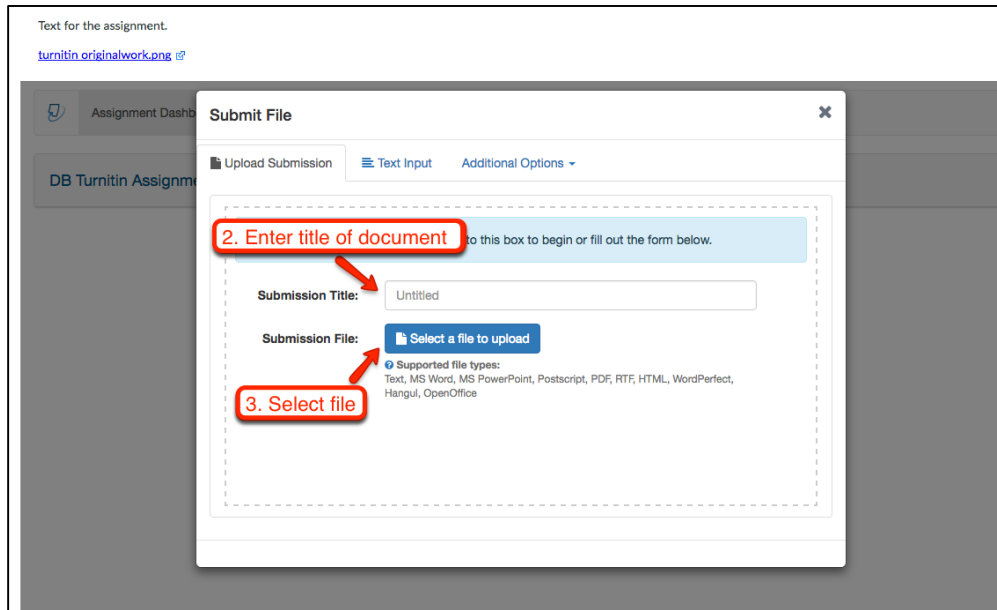 Text for the assignment.
turnitin originalwork.png
Assignment Dashb
Submit File
Upload Submission
Text Input
Additional Options
DB Turnitin Assignme
2. Enter title of document
to this box to begin or fill out the form below.
Submission Title:
Untitled
Submission File:
Select a file to upload
Supported file types:
Text, MS Word, MS PowerPoint, Postscript, PDF, RTF, HTML, WordPerfect,
Hangul, OpenOffice
3. Select file